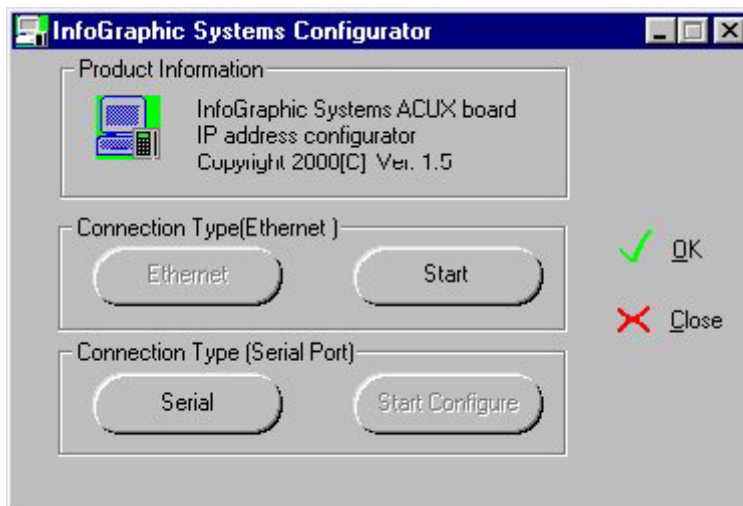 InfoGraphic Systems Configurator
Product Information
InfoGraphic Systems ACUX board
IP address configurator
Copyright 2000[C] Ver. 1.5
Connection Type(Ethernet )
Ethernet Start
OK
Close
Connection Type (Serial Port)
Serial Start Configure